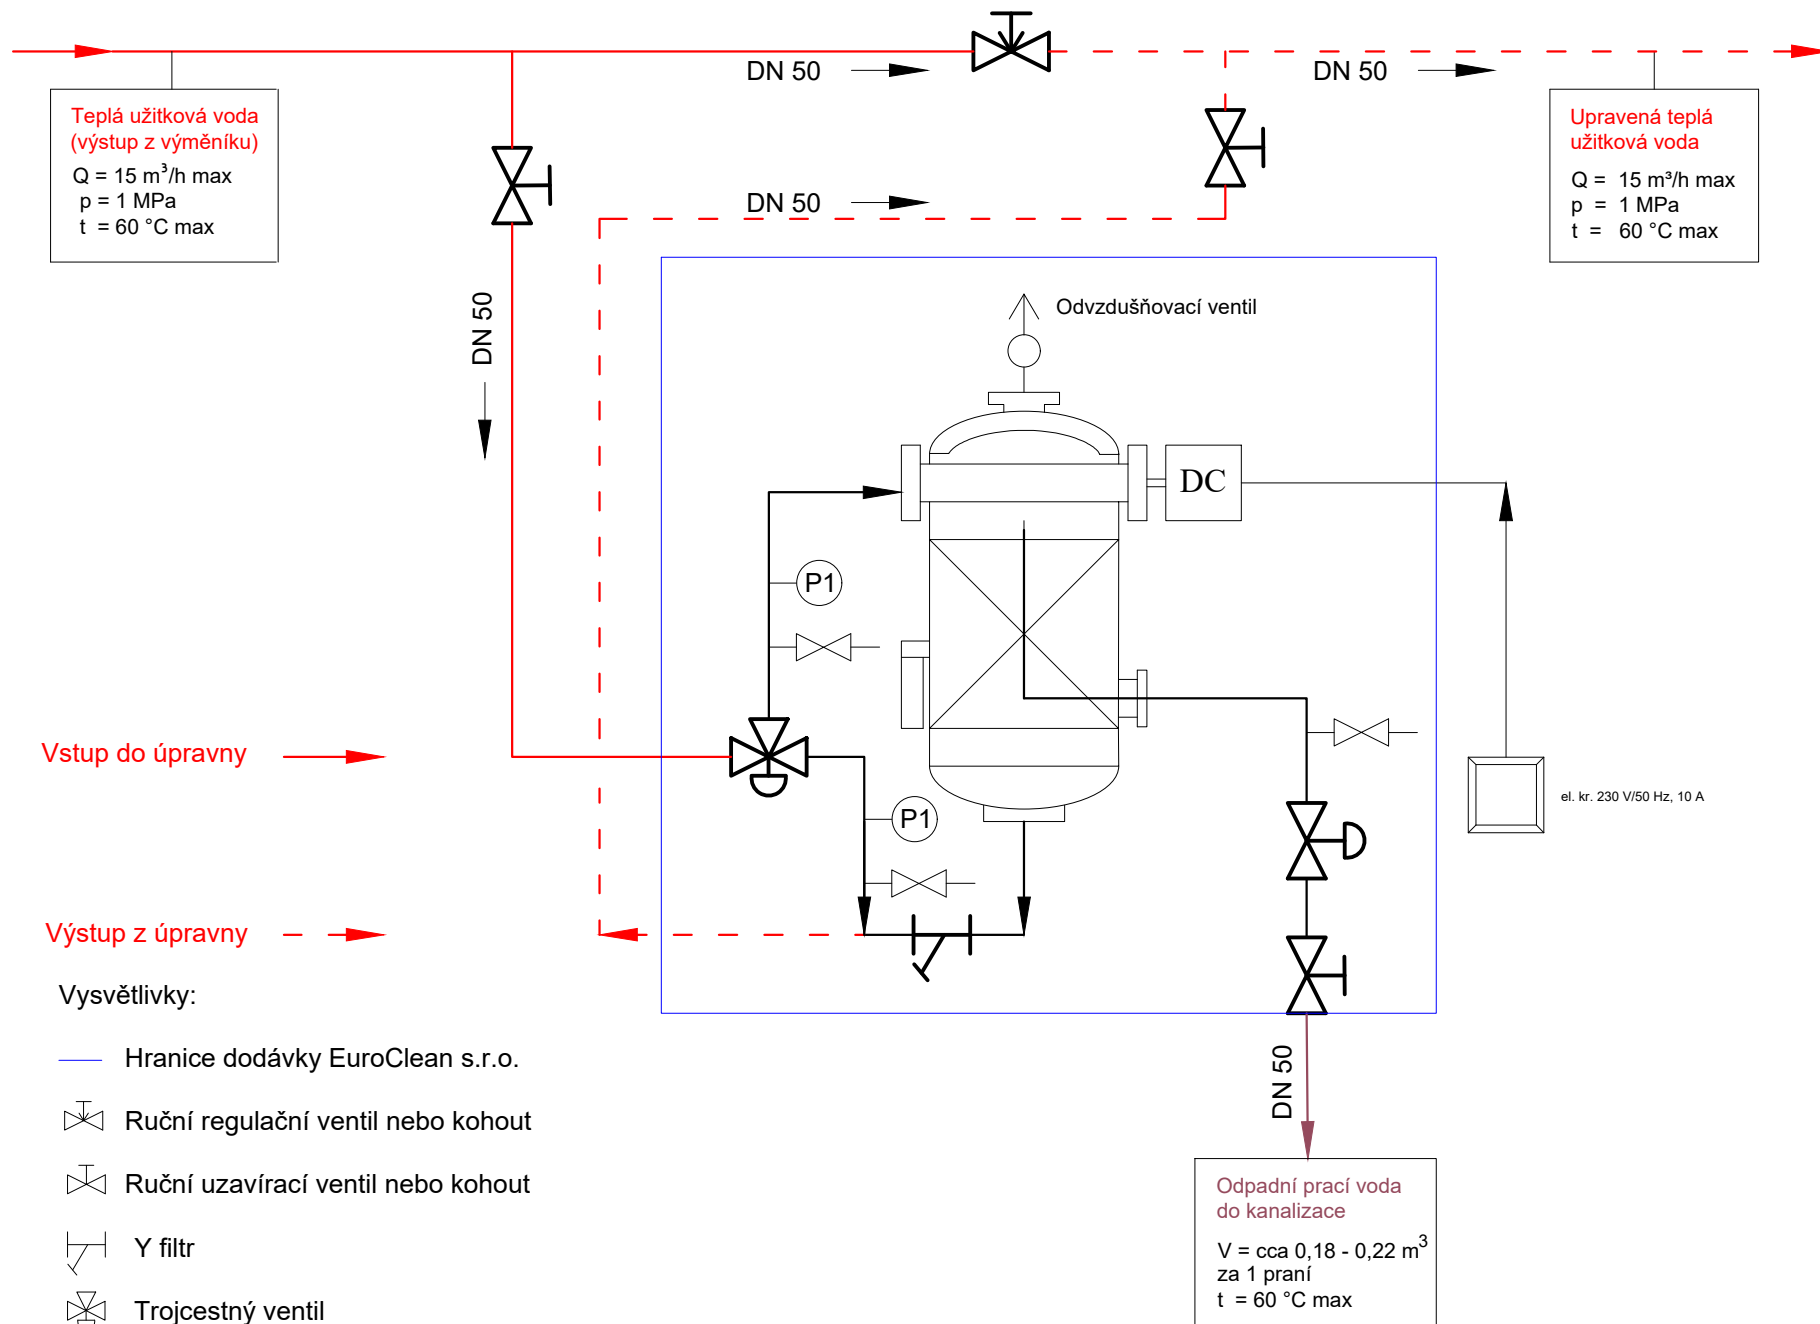 DN 50
DN 50
Teplá užitková voda
(výstup z výměníku)
Q = 15 m³/h max
p = 1 MPa
t = 60 °C max
Upravená teplá
užitková voda
Q = 15 m³/h max
p = 1 MPa
t = 60 °C max
DN 50
DN 50
Odvzdušňovací ventil
DC
P1
Vstup do úpravny
P1
el. kr. 230 V/50 Hz, 10 A
Výstup z úpravny
Vysvětlivky:
Hranice dodávky EuroClean s.r.o.
Ruční regulační ventil nebo kohout
Ruční uzavírací ventil nebo kohout
Y filtr
Trojcestný ventil
DN 50
Odpadní prací voda
do kanalizace
V = cca 0,18 - 0,22 m³
za 1 praní
t = 60 °C max